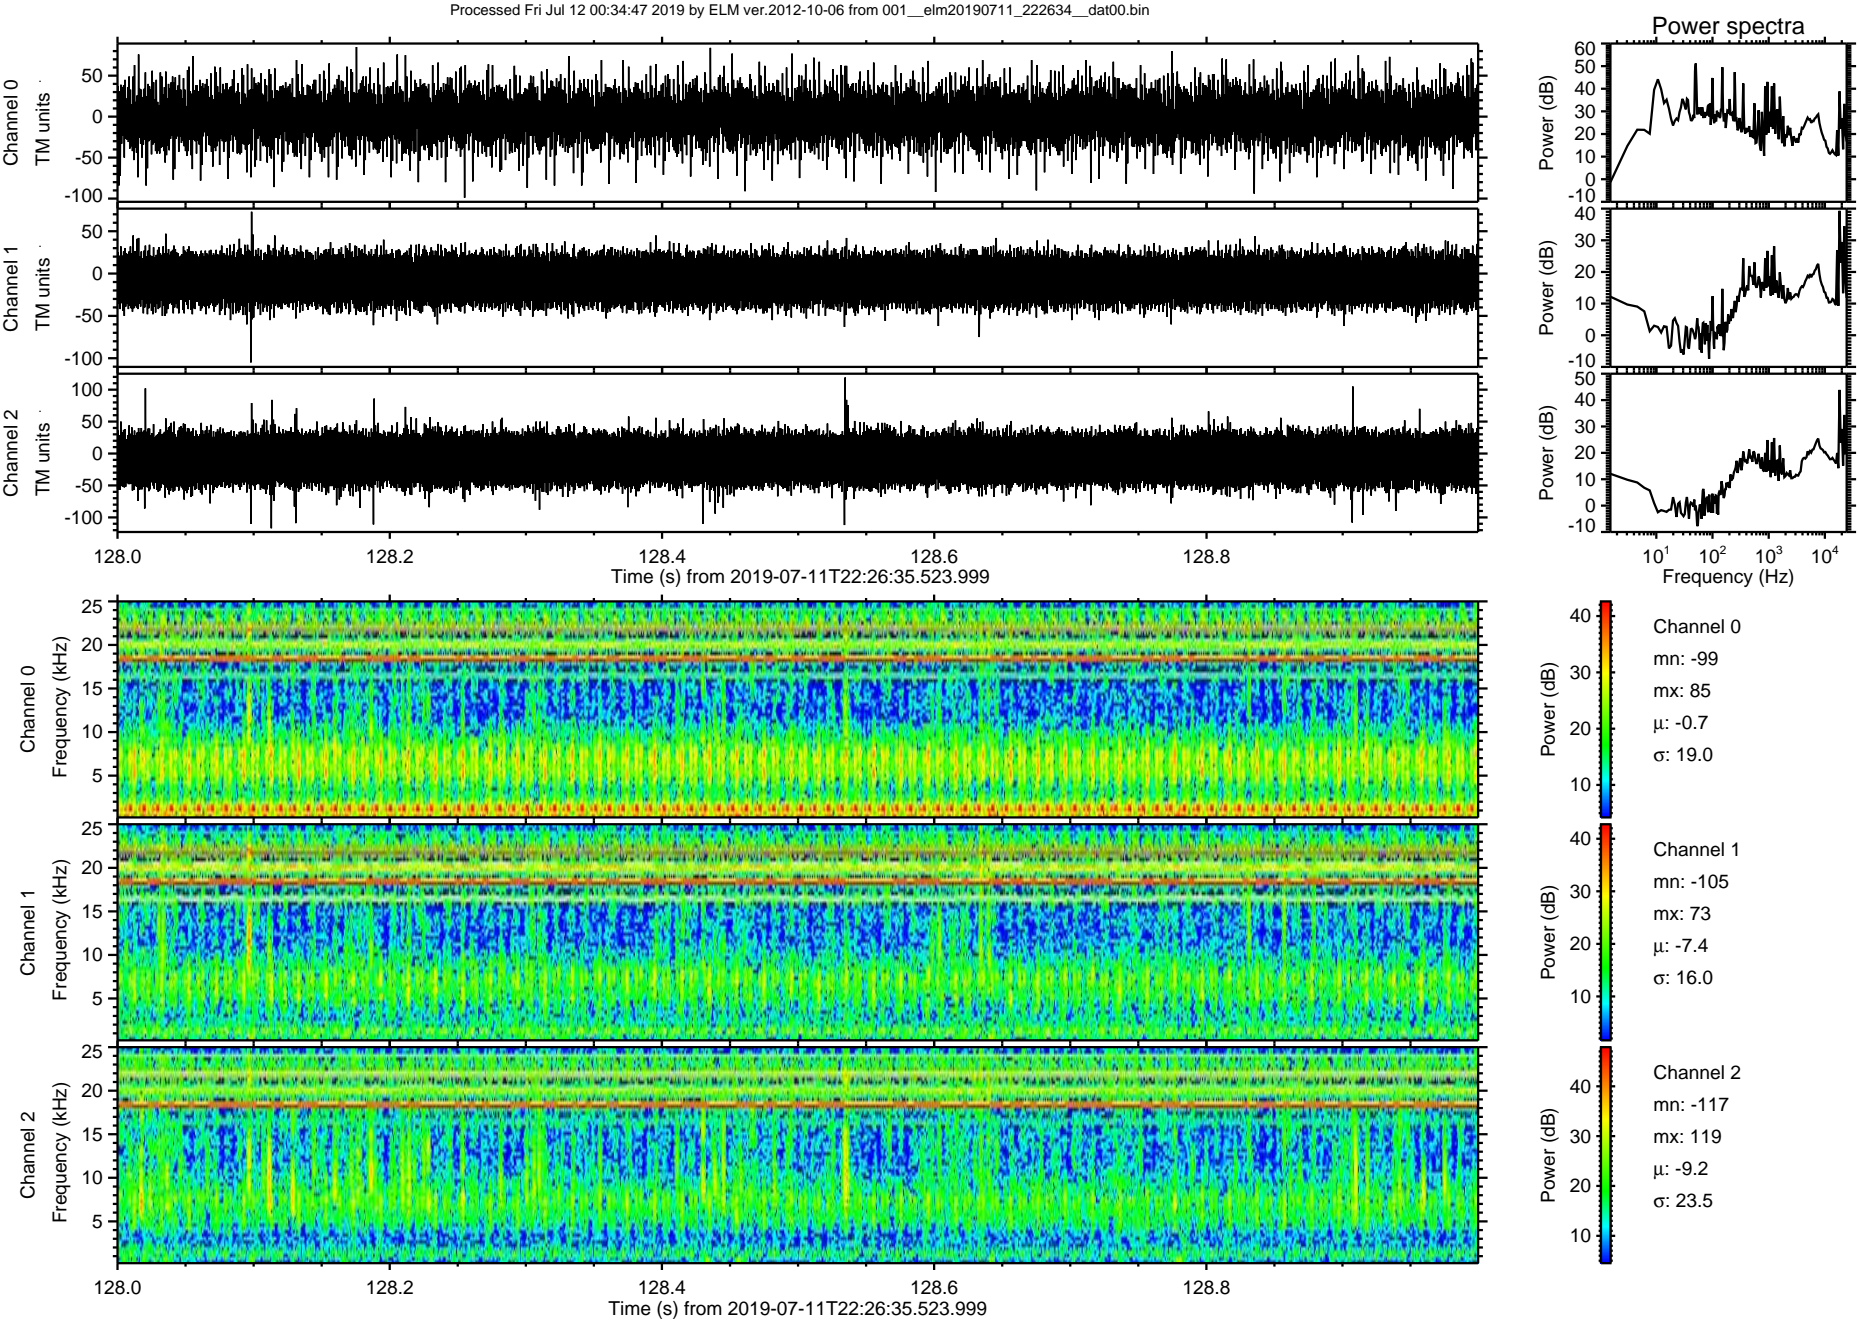 Processed Fri Jul 12 00:34:47 2019 by ELM ver.2012-10-06 from 001__elm20190711_222634__dat00.bin
Power spectra
Channel 0
TM units
50
0
-50
-100
Power (dB)
60
50
40
30
20
10
0
-10
Channel 1
TM units
50
0
-50
-100
Power (dB)
40
30
20
10
0
-10
Channel 2
TM units
100
50
0
-50
-100
Power (dB)
50
40
30
20
10
0
-10
128.0 128.2 128.4 128.6 128.8
Time (s) from 2019-07-11T22:26:35.523.999
10¹ 10² 10³ 10⁴
Frequency (Hz)
Channel 0
Frequency (kHz)
25
20
15
10
5
Power (dB)
40
30
20
10
Channel 0
mn: -99
mx: 85
μ: -0.7
σ: 19.0
Channel 1
Frequency (kHz)
25
20
15
10
5
Power (dB)
40
30
20
10
Channel 1
mn: -105
mx: 73
μ: -7.4
σ: 16.0
Channel 2
Frequency (kHz)
25
20
15
10
5
Power (dB)
40
30
20
10
Channel 2
mn: -117
mx: 119
μ: -9.2
σ: 23.5
128.0 128.2 128.4 128.6 128.8
Time (s) from 2019-07-11T22:26:35.523.999